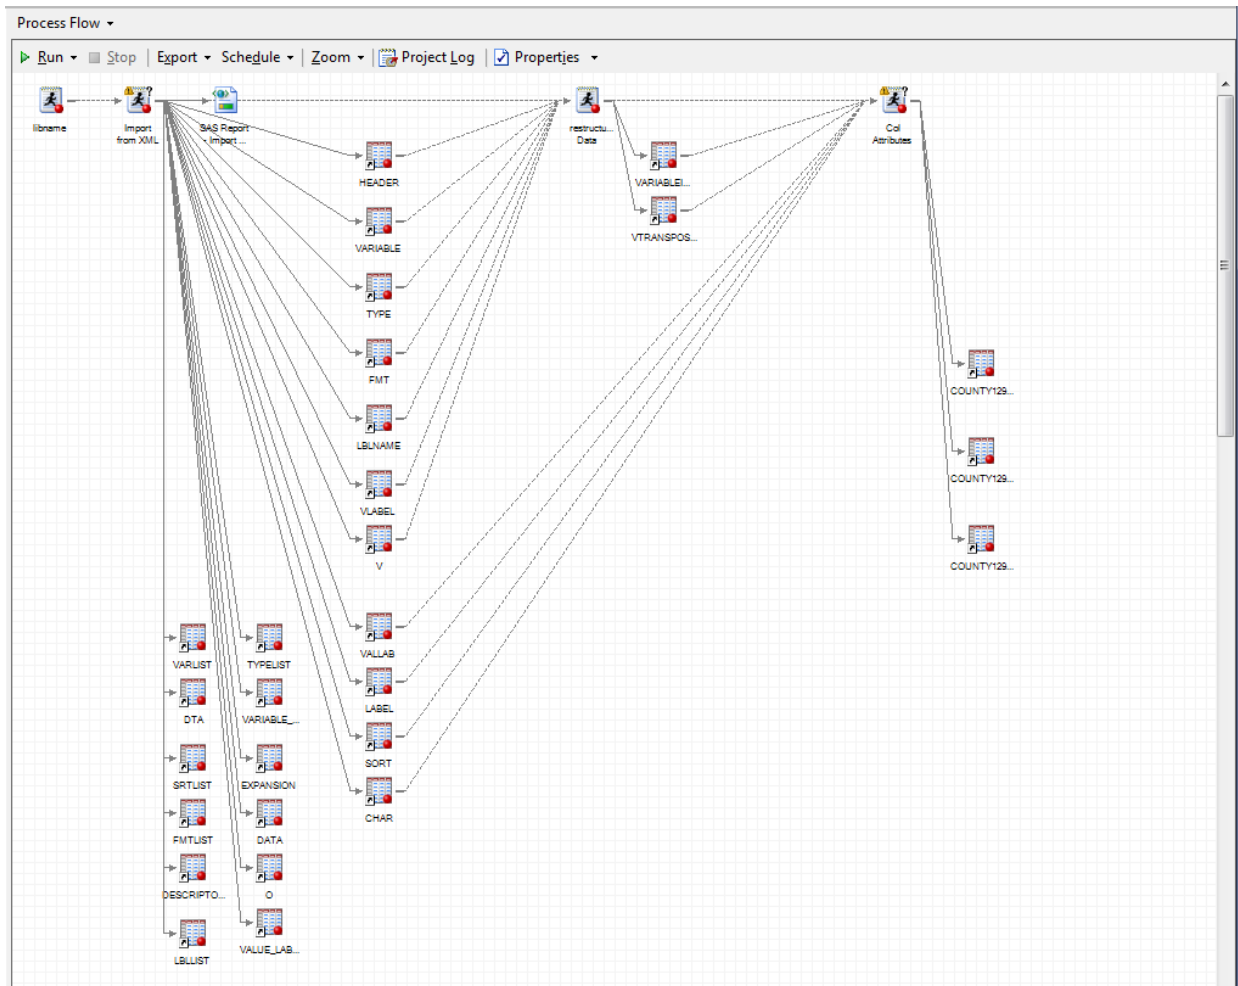 Process Flow
Run Stop Export Schedule Zoom Project Log Properties
libname
Import
from XML
SAS Report
- Import ...
restructu...
Data
Col
Attributes
HEADER
VARIABLEI...
VARIABLE
VTRANSPOS...
TYPE
FMT
COUNTY129...
LBLNAME
COUNTY129...
VLABEL
V
COUNTY129...
VALLAB
VARLIST TYPELIST
LABEL
DTA VARIABLE_...
SORT
SRTLIST EXPANSION
CHAR
FMTLIST DATA
DESCRIPTO... O
VALUE_LAB...
LBLLIST